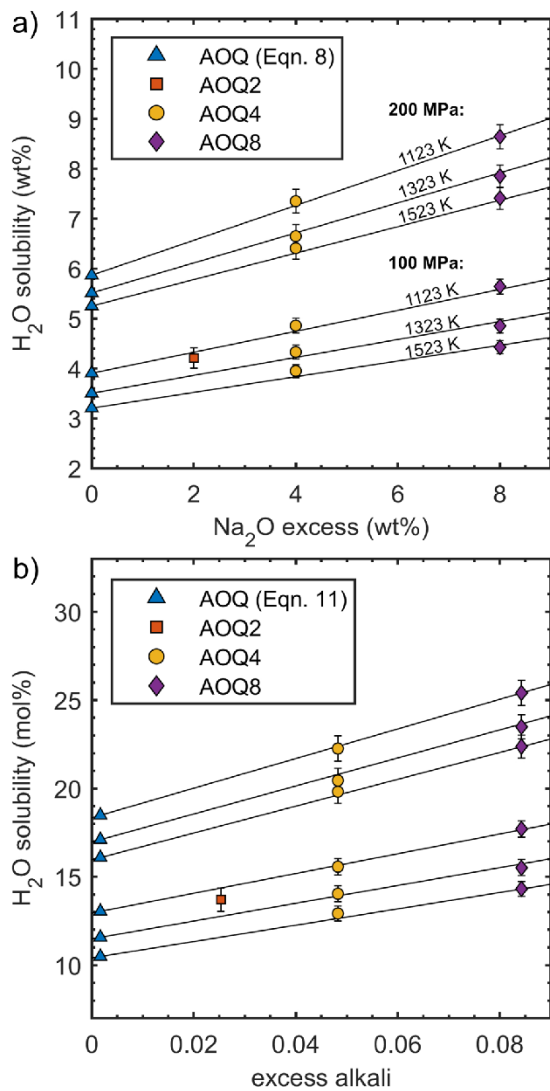 a)
11
10
9
8
7
6
5
4
3
2
H₂O solubility (wt%)
AOQ (Eqn. 8)
AOQ2
AOQ4
AOQ8
200 MPa:
1123 K
1323 K
1523 K
100 MPa:
1123 K
1323 K
1523 K
0 2 4 6 8
Na₂O excess (wt%)
b)
30
25
20
15
10
H₂O solubility (mol%)
AOQ (Eqn. 11)
AOQ2
AOQ4
AOQ8
0 0.02 0.04 0.06 0.08
excess alkali